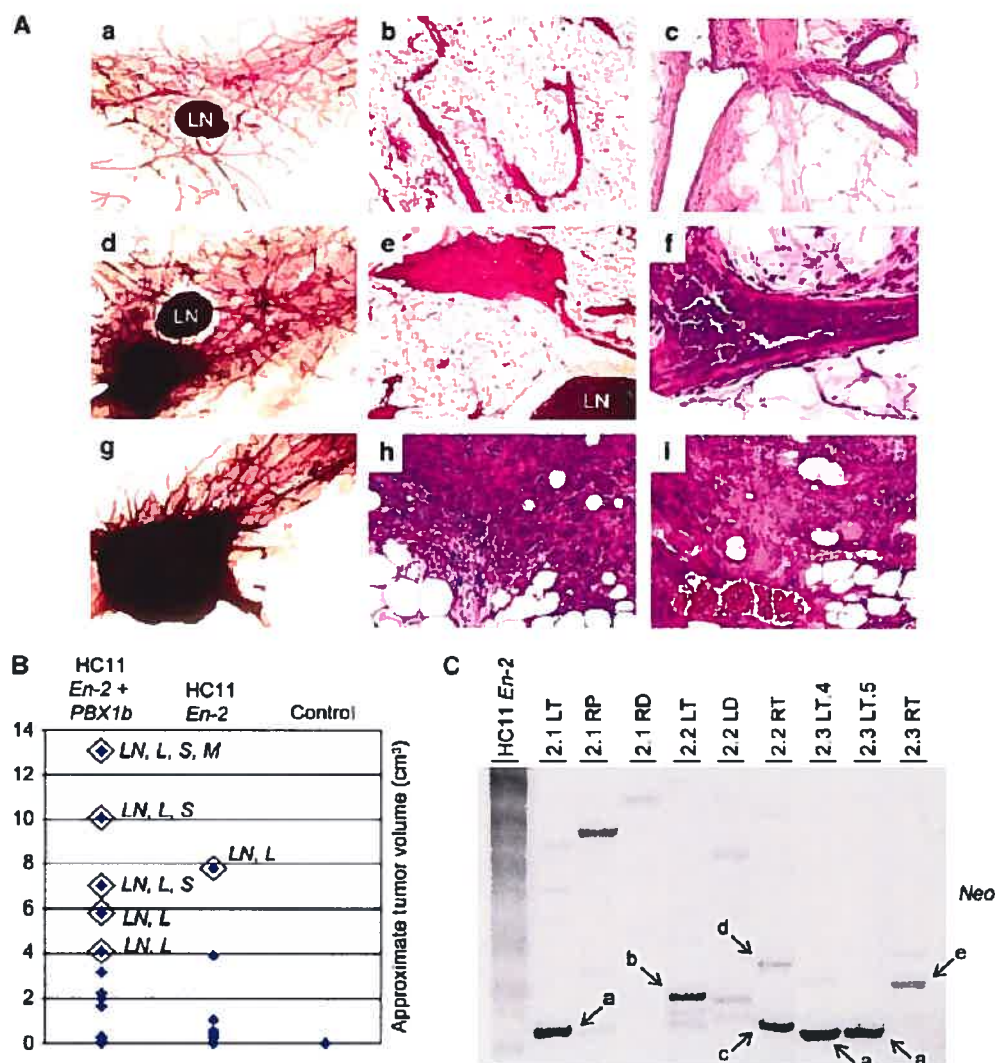 A
a
b
c
LN
d
e
f
LN
LN
g
h
i
B
HC11
En-2 +
PBX1b
HC11
En-2
Control
14
12
10
8
6
4
2
0
LN, L, S, M
LN, L, S
LN, L, S
LN, L
LN, L
LN, L
Approximate tumor volume (cm³)
C
HC11 En-2
2.1 LT
2.1 RP
2.1 RD
2.2 LT
2.2 LD
2.2 RT
2.3 LT.4
2.3 LT.5
2.3 RT
Neo
a
b
c
d
e
a
a